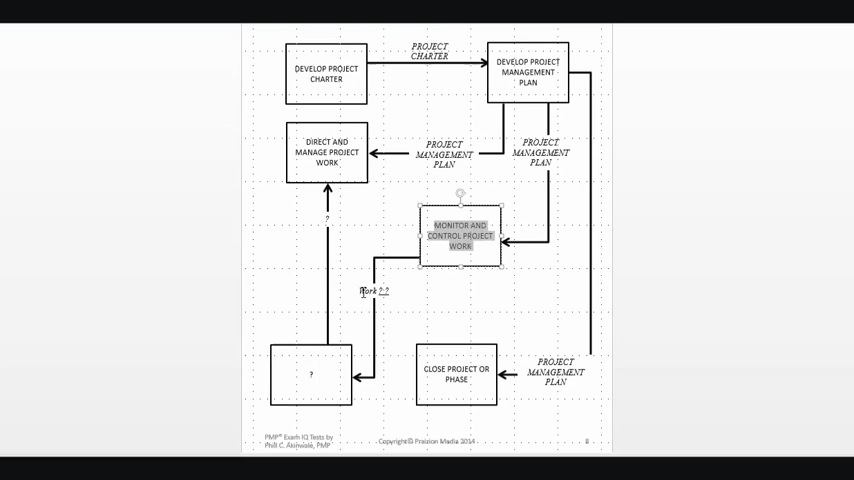 PROJECT
CHARTER
DEVELOP PROJECT
CHARTER
DEVELOP PROJECT
MANAGEMENT
PLAN
DIRECT AND
MANAGE PROJECT
WORK
PROJECT
MANAGEMENT
PLAN
PROJECT
MANAGEMENT
PLAN
?
MONITOR AND
CONTROL PROJECT
WORK
Work ? ?
?
CLOSE PROJECT OR
PHASE
PROJECT
MANAGEMENT
PLAN
PMP® Exam IQ Tests by
Phill C. Akinwale, PMP
Copyright© Praizion Media 2014
8